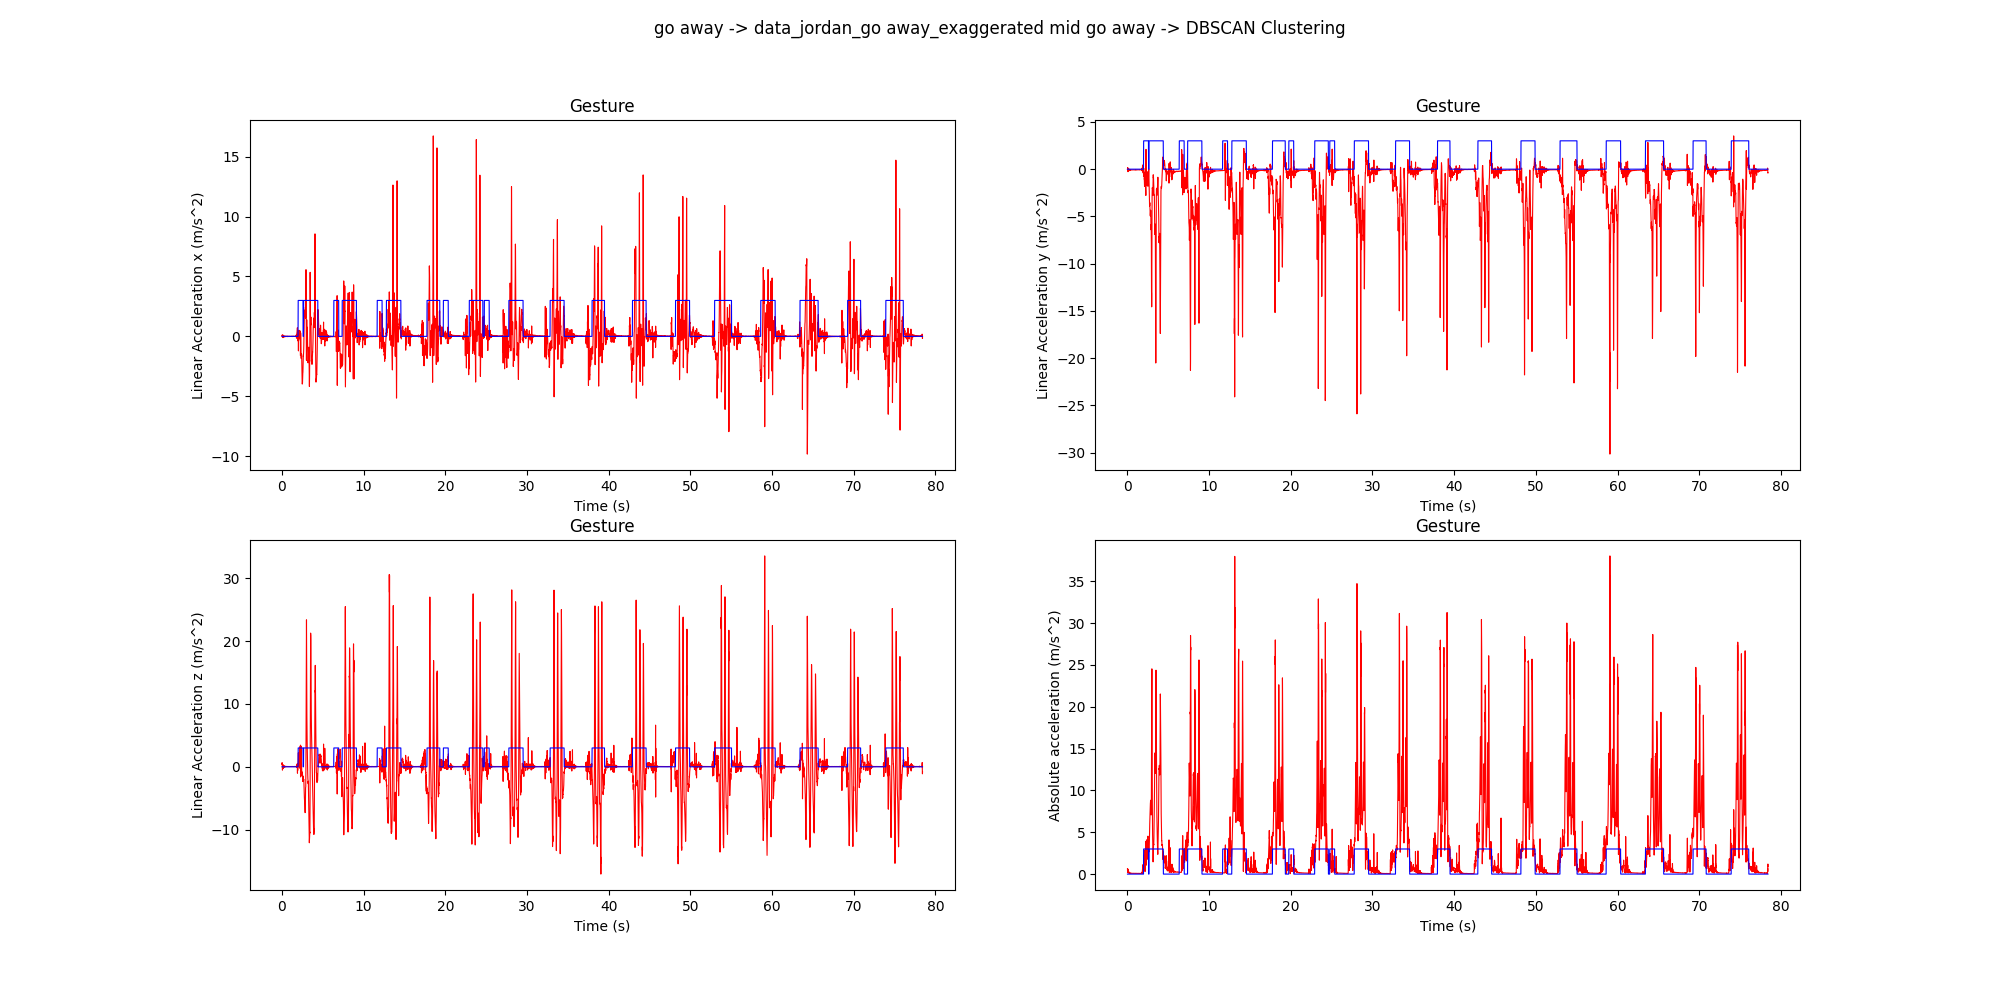 go away -> data_jordan_go away_exaggerated mid go away -> DBSCAN Clustering
Gesture
Linear Acceleration x (m/s^2)
15
10
5
0
−5
−10
0 10 20 30 40 50 60 70 80
Time (s)
Gesture
Linear Acceleration y (m/s^2)
5
0
−5
−10
−15
−20
−25
−30
0 10 20 30 40 50 60 70 80
Time (s)
Gesture
Linear Acceleration z (m/s^2)
30
20
10
0
−10
0 10 20 30 40 50 60 70 80
Time (s)
Gesture
Absolute acceleration (m/s^2)
35
30
25
20
15
10
5
0
0 10 20 30 40 50 60 70 80
Time (s)